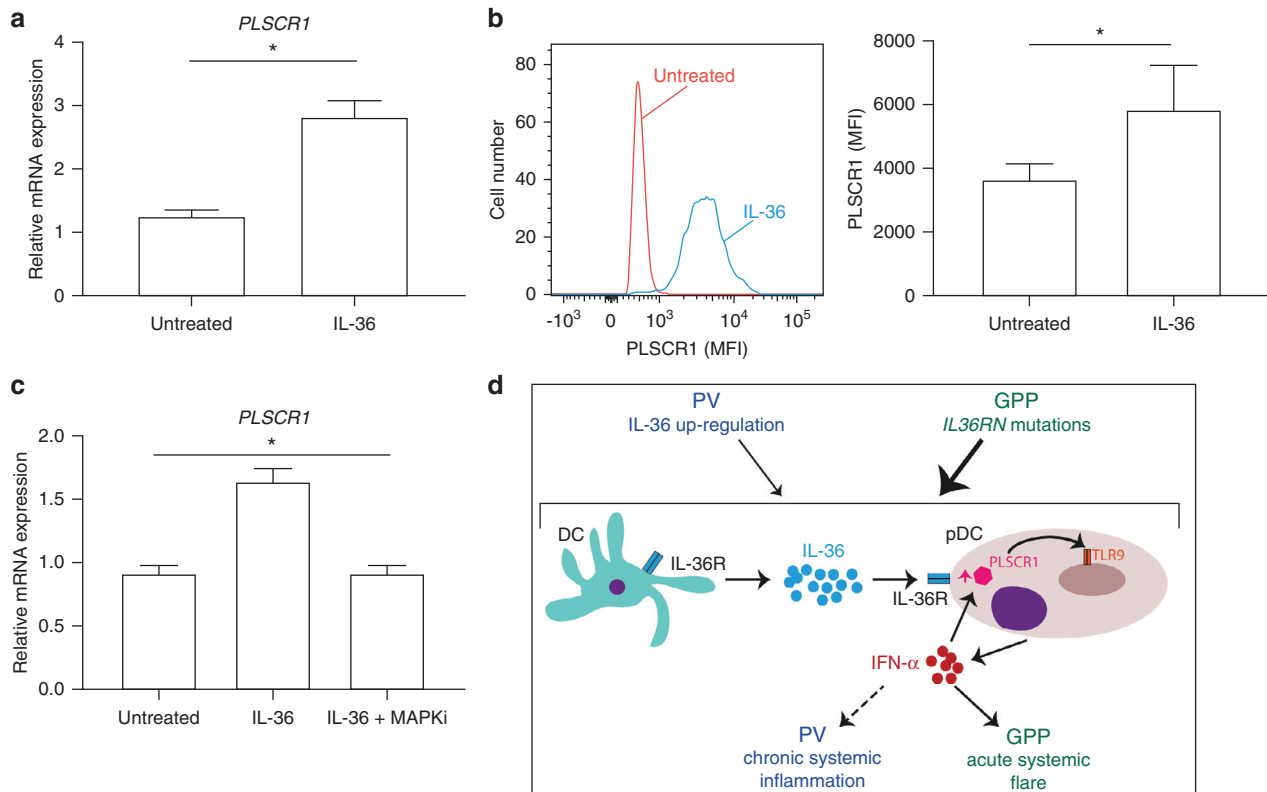 a
PLSCR1
*
4
3
2
1
0
Relative mRNA expression
Untreated
IL-36
b
80
60
40
20
0
Cell number
Untreated
IL-36
-10³
0
10³
10⁴
10⁵
PLSCR1 (MFI)
*
8000
6000
4000
2000
0
PLSCR1 (MFI)
Untreated
IL-36
c
PLSCR1
*
2.0
1.5
1.0
0.5
0.0
Relative mRNA expression
Untreated
IL-36
IL-36 + MAPKi
d
PV
IL-36 up-regulation
GPP
IL36RN mutations
DC
IL-36R
IL-36
pDC
PLSCR1
TLR9
IL-36R
IFN-α
PV
chronic systemic
inflammation
GPP
acute systemic
flare